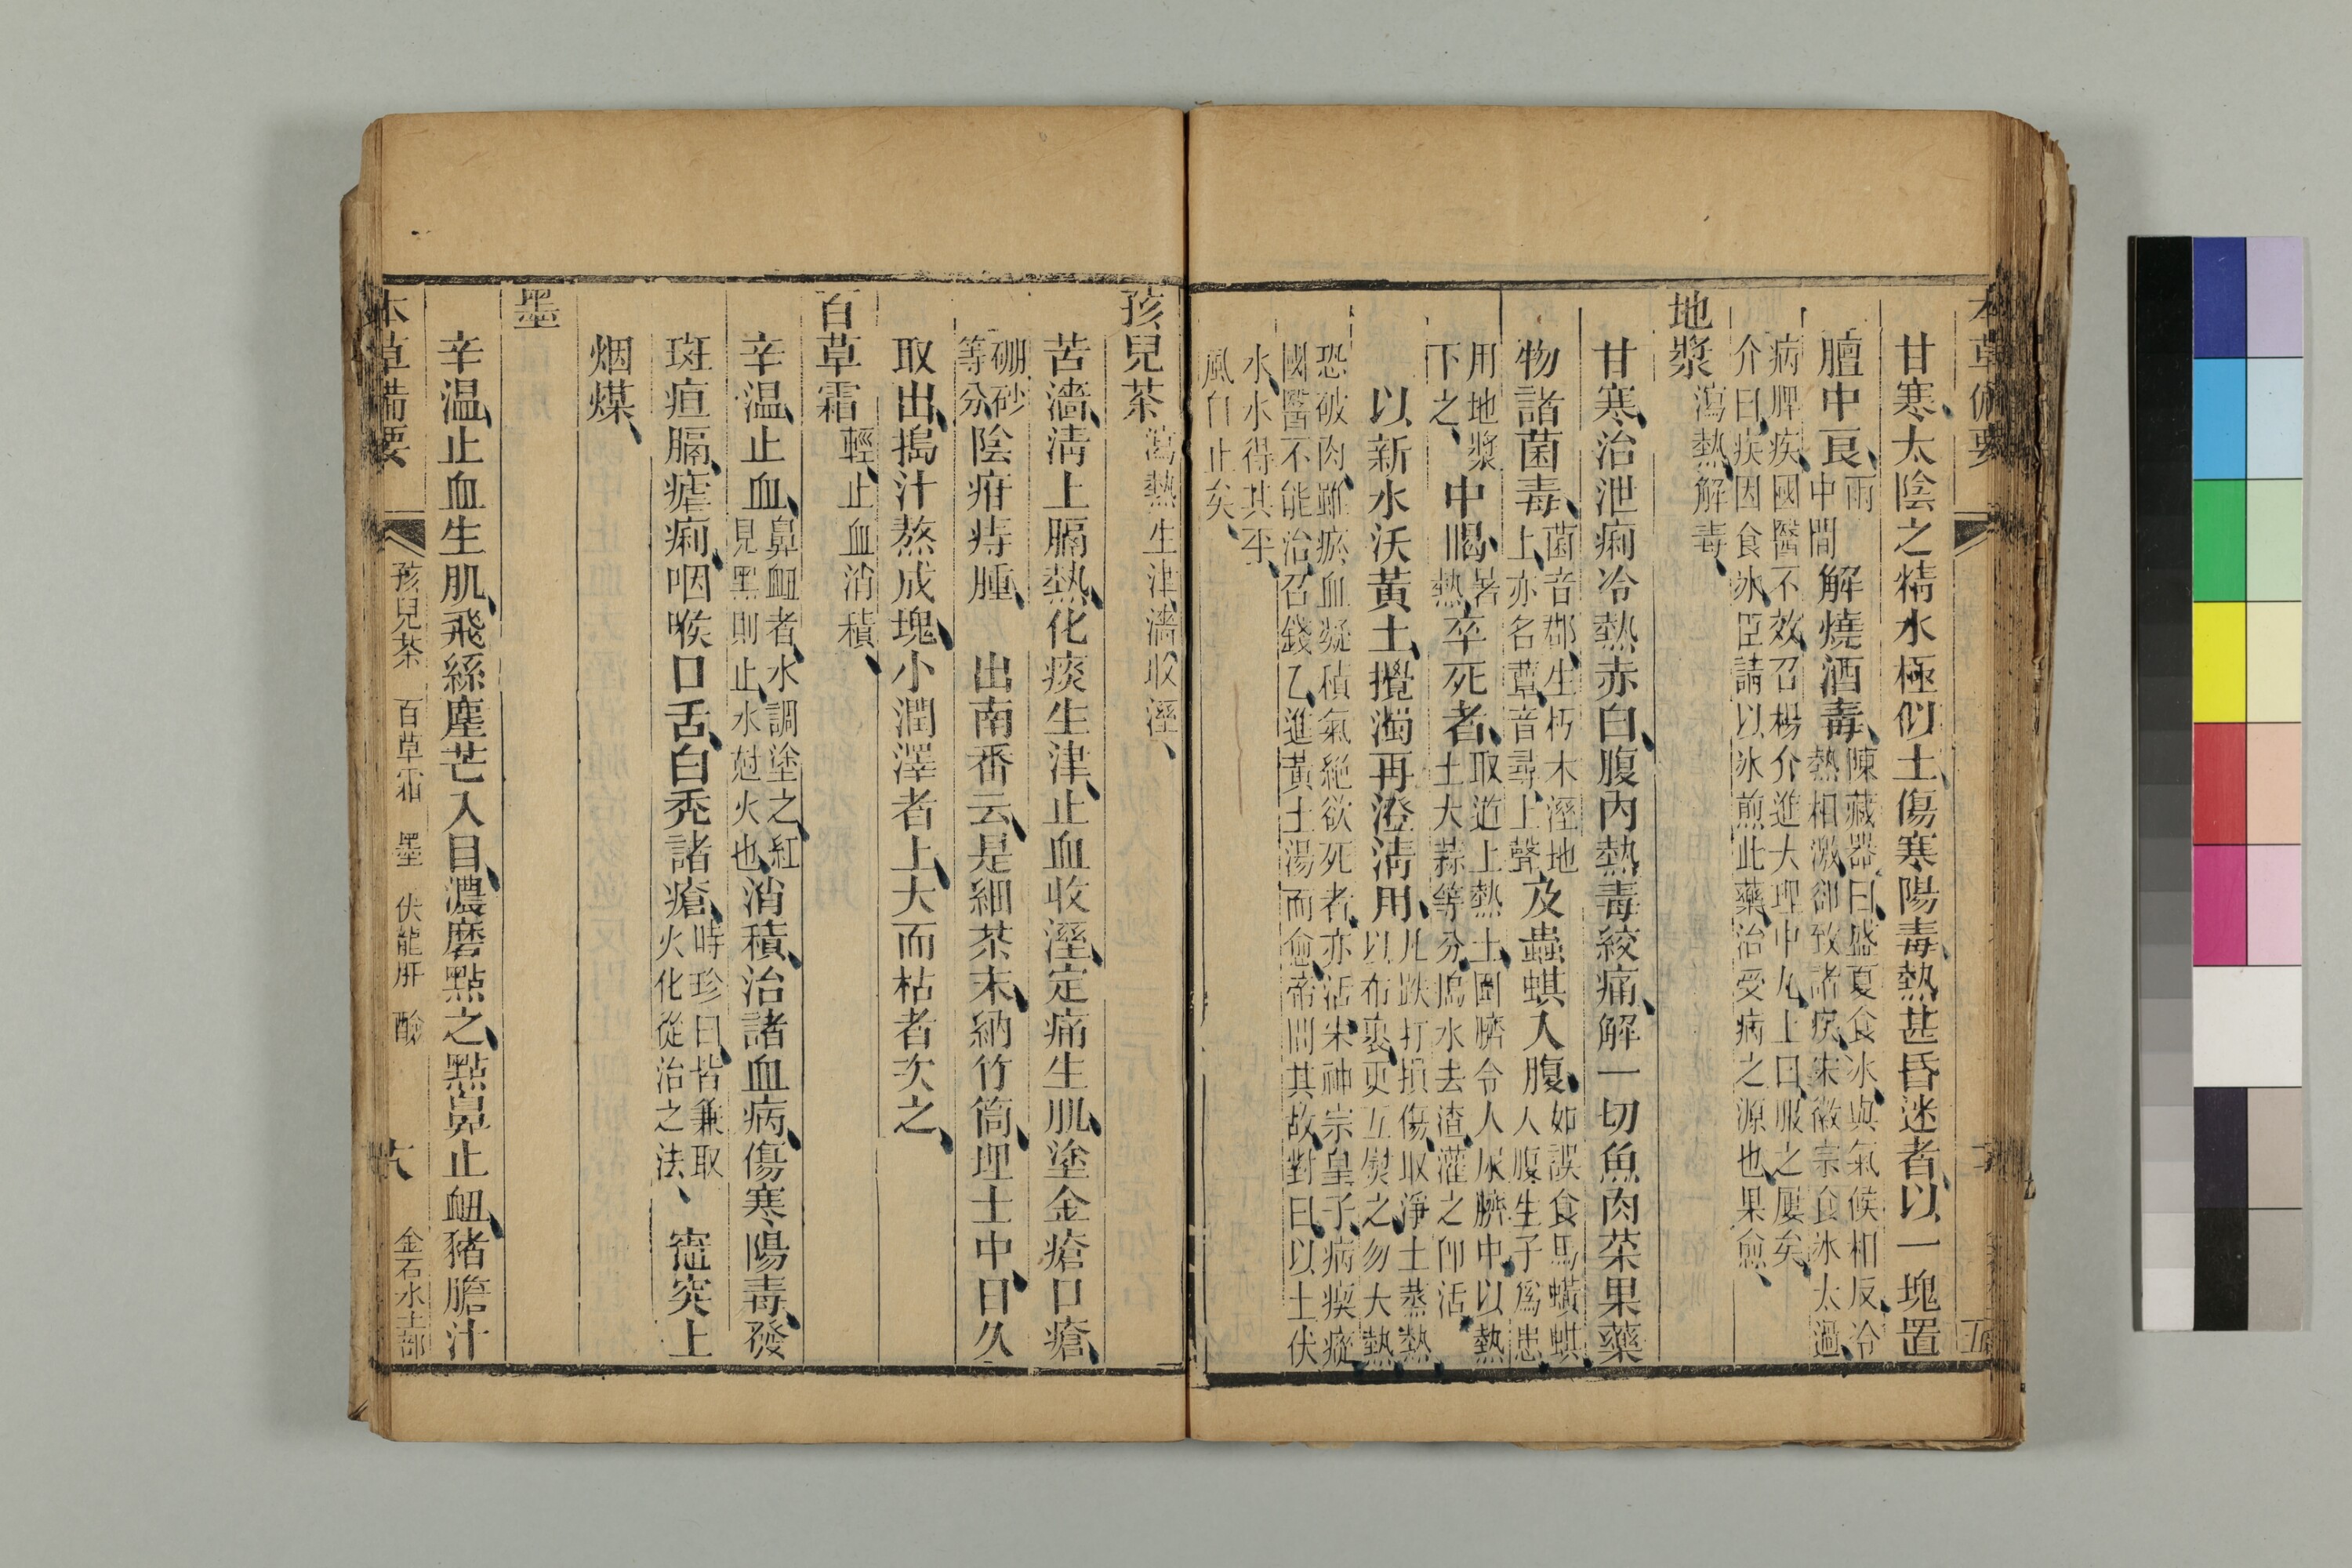 本草備要
甘寒、太陰之精、水極似土、傷寒陽毒、熱甚昏迷者、以一塊置
膻中良、兩中間解燒酒毒、陳藏器曰、盛夏食冰、與氣候相反、冷熱相激、卻致諸疾、宋徽宗食冰太過、
病脾疾、國醫不效、召楊介進大理中丸、上曰、服之屢矣、介曰、疾因食冰、臣請以冰煎此藥、治受病之源也、果愈、
地漿瀉熱解毒、
甘寒、治泄痢冷熱赤白、腹內熱毒絞痛、解一切魚肉菜果藥
物諸菌毒、菌音郡、生朽木溼地上、亦名蕈、音尋、上聲及蟲蜞入腹、如誤食馬蟥蜞、入腹生子爲患、
用地漿下之、中暍、暑熱卒死者、取道上熱土圍臍、令人尿臍中、以熱土大蒜等分、搗水去渣灌之卽活、
以新水沃黃土、攪濁再澄淸用、凡跌打損傷、取淨土蒸熱、以布裹更互熨之、勿大熱、
恐破肉、雖瘀血凝積氣絕欲死者、亦活、宋神宗皇子病瘈瘲、國醫不能治、召錢乙、進黃土湯而愈、帝問其故、對曰、以土伏
水、水得其平、風自止矣、
孩兒茶瀉熱生津、濇收溼、
苦濇、淸上膈熱、化痰生津、止血收溼、定痛生肌、塗金瘡口瘡、
硼砂等分陰疳痔腫、出南番云、是細茶末、納竹筒、埋土中、日久
取出、搗汁熬成塊、小潤澤者上、大而枯者次之、
百草霜輕、止血消積、
辛温、止血、鼻衄者、水調塗之、紅見黑則止、水尅火也、消積、治諸血病、傷寒陽毒、發
斑疸膈、瘧痢、咽喉口舌、白禿諸瘡、時珍曰、皆兼取火化從治之法、竈突上
烟煤、
墨
辛温、止血生肌、飛絲塵芒入目、濃磨點之、點鼻止衄、豬膽汁
本草備要 孩兒茶 百草霜 墨 伏龍肝 鹼 金石水土部